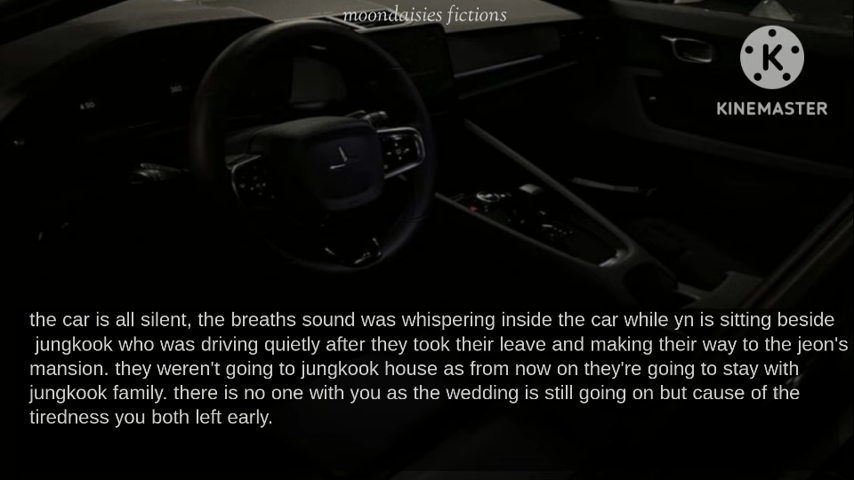 moondaisies fictions
KINEMASTER
the car is all silent, the breaths sound was whispering inside the car while yn is sitting beside
jungkook who was driving quietly after they took their leave and making their way to the jeon's
mansion. they weren't going to jungkook house as from now on they're going to stay with
jungkook family. there is no one with you as the wedding is still going on but cause of the
tiredness you both left early.